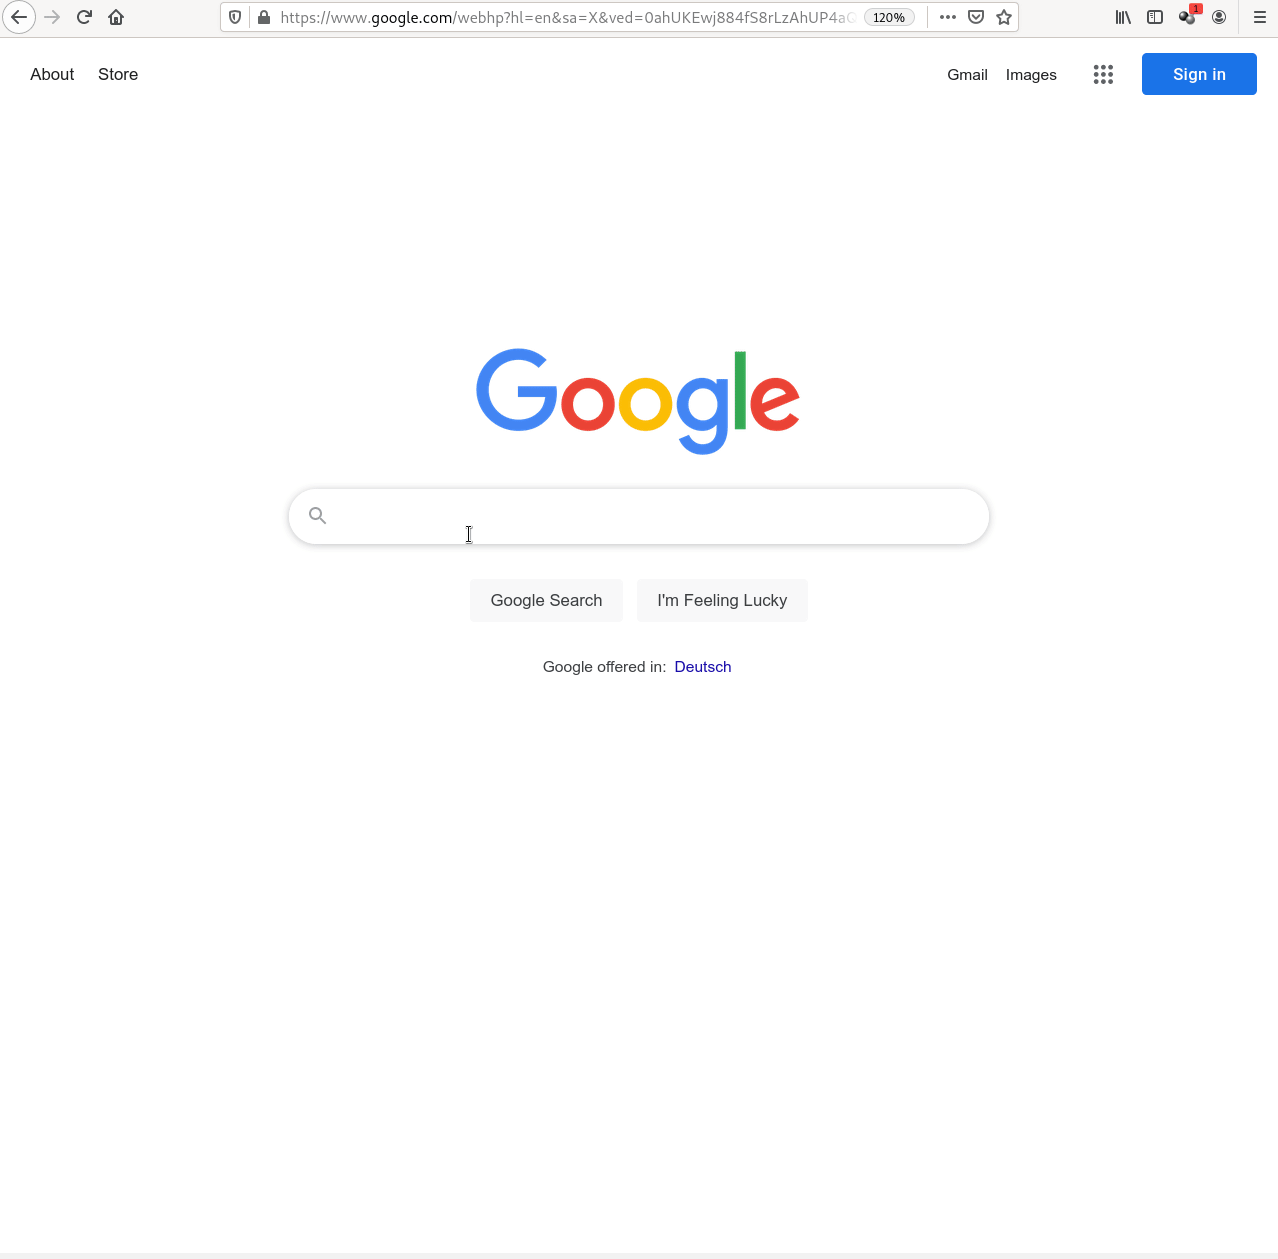 https://www.google.com/webhp?hl=en&sa=X&ved=0ahUKEwj884fS8rLzAhUP4a
120%
1
About Store
Gmail Images
Sign in
Google
Google Search
I'm Feeling Lucky
Google offered in: Deutsch